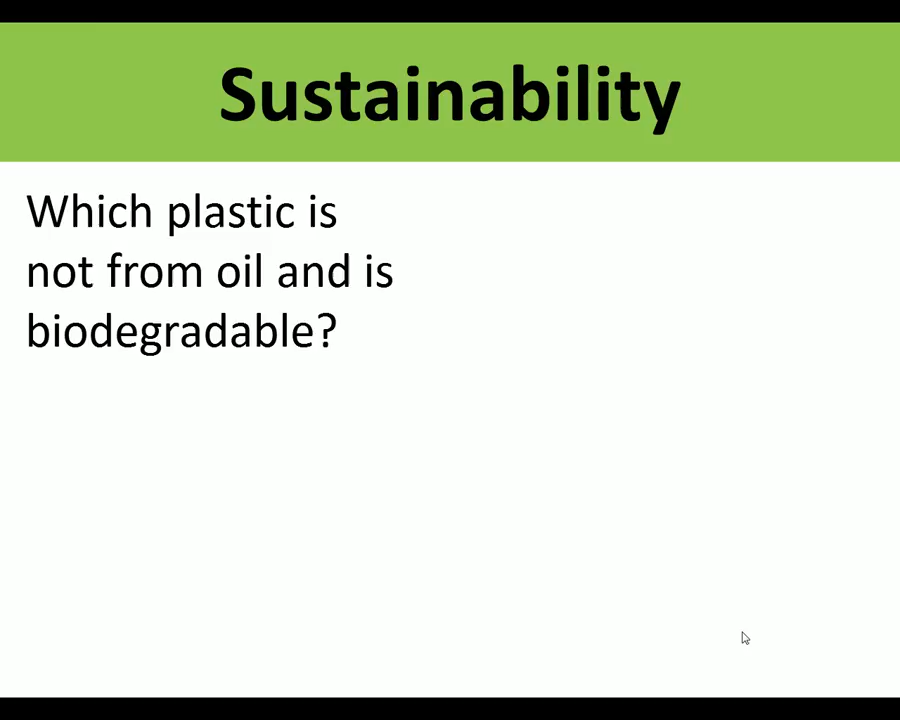 Sustainability
Which plastic is
not from oil and is
biodegradable?